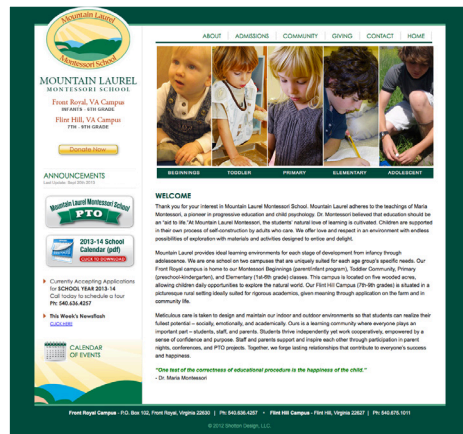 Mountain Laurel
Montessori School
MOUNTAIN LAUREL
MONTESSORI SCHOOL
Front Royal, VA Campus
INFANTS - 6TH GRADE
Flint Hill, VA Campus
7TH - 9TH GRADE
Donate Now
ANNOUNCEMENTS
Mountain Laurel Montessori School
PTO
2013-14 School
Calendar (pdf)
CLICK TO DOWNLOAD
Currently Accepting Applications
for SCHOOL YEAR 2013-14
Call today to schedule a tour
Ph: 540.636.4257
This Week's Newsflash
CLICK HERE
CALENDAR
OF EVENTS
ABOUT ADMISSIONS COMMUNITY GIVING CONTACT HOME
BEGINNINGS TODDLER PRIMARY ELEMENTARY ADOLESCENT
WELCOME
Thank you for your interest in Mountain Laurel Montessori School. Mountain Laurel adheres to the teachings of Maria
Montessori, a pioneer in progressive education and child psychology. Dr. Montessori believed that education should be
an "aid to life." At Mountain Laurel Montessori, the students' natural love of learning is cultivated. Children are supported
in their own process of self-construction by adults who care. We offer love and respect in an environment with endless
possibilities of exploration with materials and activities designed to entice and delight.
Mountain Laurel provides ideal learning environments for each stage of development from infancy through
adolescence. We are one school on two campuses that are uniquely suited for each age group's specific needs. Our
Front Royal campus is home to our Montessori Beginnings (parent/infant program), Toddler Community, Primary
(preschool-kindergarten), and Elementary (1st-6th grade) classes. This campus is located on five wooded acres,
allowing children daily opportunities to explore the natural world. Our Flint Hill Campus (7th-9th grades) is situated in a
picturesque rural setting ideally suited for rigorous academics, given meaning through application on the farm and in
community life.
Meticulous care is taken to design and maintain our indoor and outdoor environments so that students can realize their
fullest potential – socially, emotionally, and academically. Ours is a learning community where everyone plays an
important part – students, staff, and parents. Students thrive independently yet work cooperatively, empowered by a
sense of confidence and purpose. Staff and parents support and inspire each other through participation in parent
nights, conferences, and PTO projects. Together, we forge lasting relationships that contribute to everyone's success
and happiness.
"One test of the correctness of educational procedure is the happiness of the child."
- Dr. Maria Montessori
Front Royal Campus - P.O. Box 102, Front Royal, Virginia 22630 | Ph: 540.636.4257 • Flint Hill Campus - Flint Hill, Virginia 22627 | Ph: 540.675.1011
© 2012 Shotton Design, LLC.